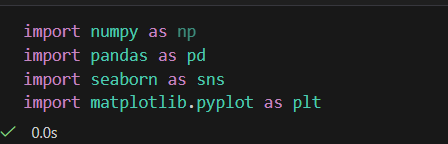 import numpy as np
import pandas as pd
import seaborn as sns
import matplotlib.pyplot as plt
0.0s